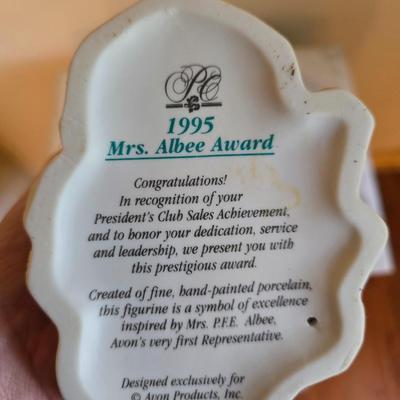 PC
1995
Mrs. Albee Award
Congratulations!
In recognition of your
President's Club Sales Achievement,
and to honor your dedication, service
and leadership, we present you with
this prestigious award.
Created of fine, hand-painted porcelain,
this figurine is a symbol of excellence
inspired by Mrs. P.F.E. Albee,
Avon's very first Representative.
Designed exclusively for
© Avon Products, Inc.